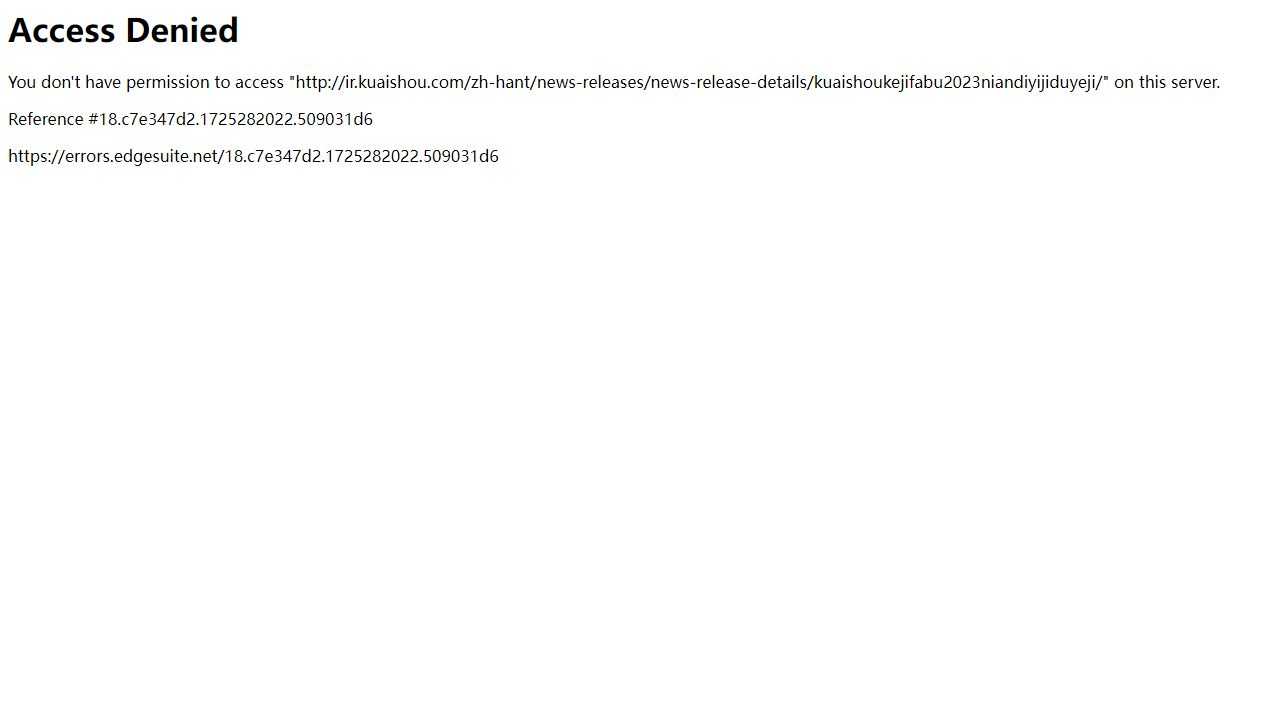 Access Denied
You don't have permission to access "http://ir.kuaishou.com/zh-hant/news-releases/news-release-details/kuaishoukejifabu2023niandiyijiduyeji/" on this server.
Reference #18.c7e347d2.1725282022.509031d6
https://errors.edgesuite.net/18.c7e347d2.1725282022.509031d6